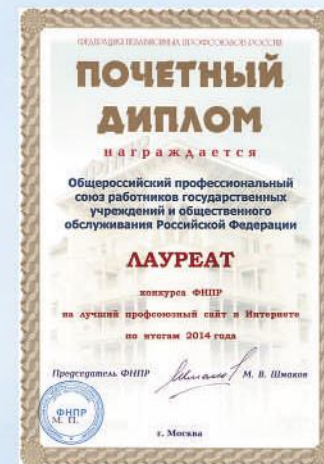 ФЕДЕРАЦИЯ НЕЗАВИСИМЫХ ПРОФСОЮЗОВ РОССИИ
ПОЧЕТНЫЙ
ДИПЛОМ
награждается
Общероссийский профессиональный
союз работников государственных
учреждений и общественного
обслуживания Российской Федерации
ЛАУРЕАТ
конкурса ФНПР
на лучший профсоюзный сайт в Интернете
по итогам 2014 года
Председатель ФНПР М. В. Шмаков
ФНПР
М. П.
г. Москва